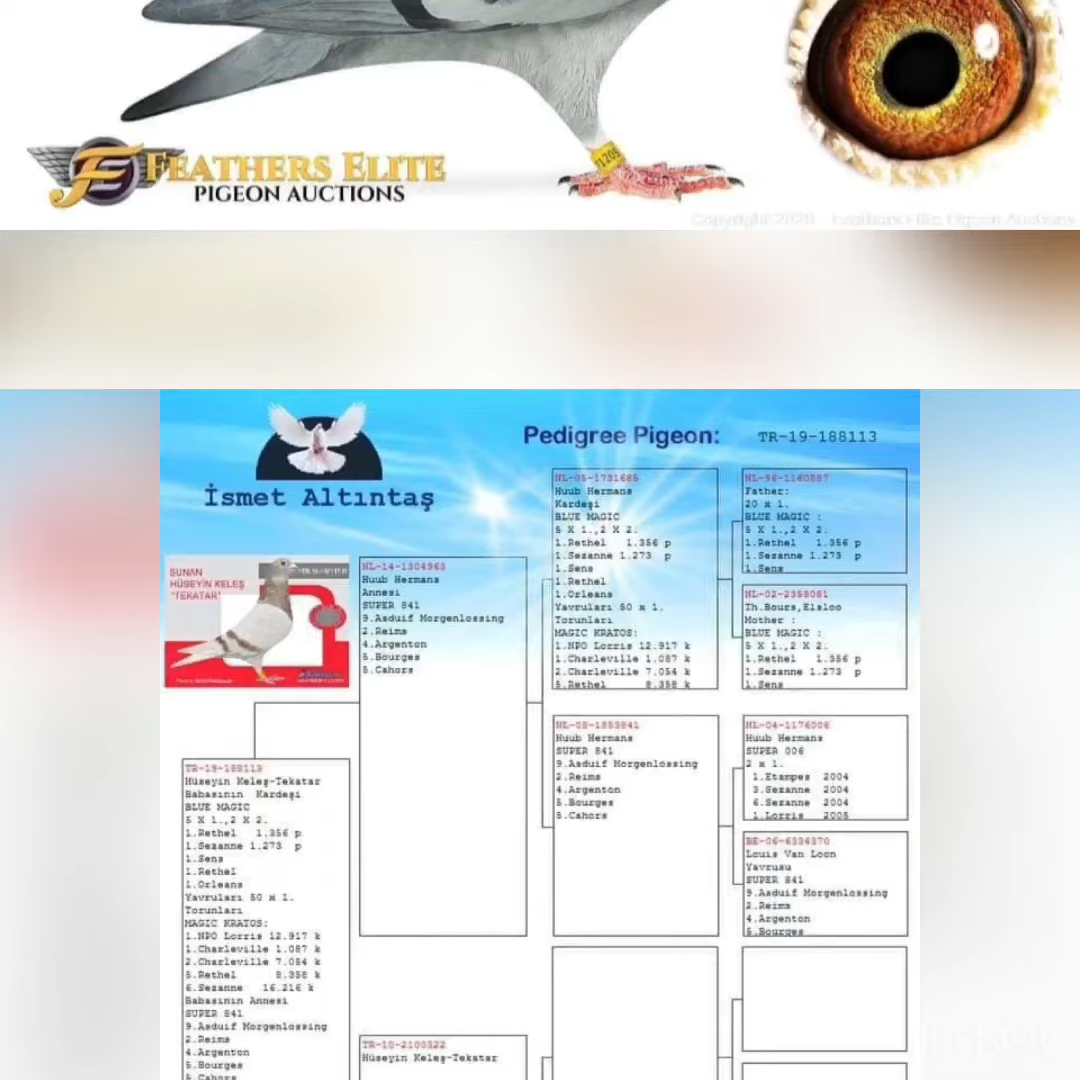 FEATHERS ELITE
PIGEON AUCTIONS
1205
İsmet Altıntaş
Pedigree Pigeon: TR-19-188113
SUNAN
HÜSEYİN KELEŞ
"TEKATAR"
TR-19-188113
Hüseyin Keleş-Tekatar
Babasının Kardeşi
BLUE MAGIC
5 X 1.,2 X 2.
1.Rethel 1.356 p
1.Sezanne 1.273 p
1.Sens
1.Rethel
1.Orleans
Yavruları 50 x 1.
Torunları
MAGIC KRATOS:
1.NPO Lorris 12.917 k
1.Charleville 1.087 k
2.Charleville 7.054 k
5.Rethel 8.358 k
6.Sezanne 16.216 k
Babasının Annesi
SUPER 841
9.Asduif Morgenlossing
2.Reims
4.Argenton
5.Bourges
5.Cahors
NL-14-1304963
Huub Hermans
Annesi
SUPER 841
9.Asduif Morgenlossing
2.Reims
4.Argenton
5.Bourges
5.Cahors
TR-10-2100322
Hüseyin Keleş-Tekatar
NL-05-1731685
Huub Hermans
Kardeşi
BLUE MAGIC
5 X 1.,2 X 2.
1.Rethel 1.356 p
1.Sezanne 1.273 p
1.Sens
1.Rethel
1.Orleans
Yavruları 50 x 1.
Torunları
MAGIC KRATOS:
1.NPO Lorris 12.917 k
1.Charleville 1.087 k
2.Charleville 7.054 k
5.Rethel 8.358 k
NL-08-1853841
Huub Hermans
SUPER 841
9.Asduif Morgenlossing
2.Reims
4.Argenton
5.Bourges
5.Cahors
Father:
20 x 1.
BLUE MAGIC :
5 X 1.,2 X 2.
1.Rethel 1.356 p
1.Sezanne 1.273 p
1.Sens
NL-02-2358081
Th.Bours,Elsloo
Mother :
BLUE MAGIC :
5 X 1.,2 X 2.
1.Rethel 1.356 p
1.Sezanne 1.273 p
1.Sens
NL-04-1176006
Huub Hermans
SUPER 006
2 x 1.
1.Etampes 2004
3.Sezanne 2004
6.Sezanne 2004
1.Lorris 2005
BE-06-6334370
Louis Van Loon
Yavrusu
SUPER 841
9.Asduif Morgenlossing
2.Reims
4.Argenton
5.Bourges